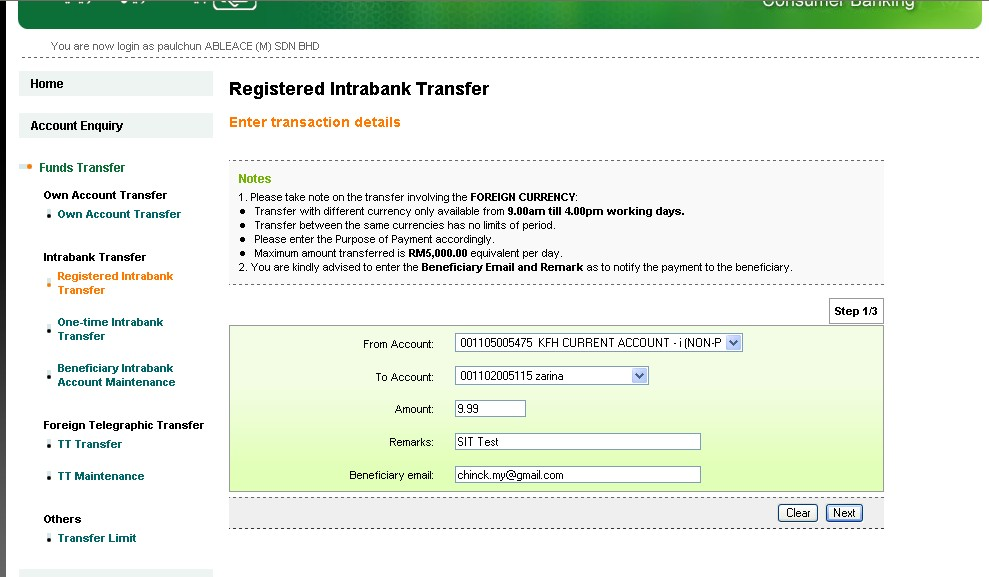 Consumer Banking
You are now login as paulchun ABLEACE (M) SDN BHD
Home
Account Enquiry
Funds Transfer
Own Account Transfer
Own Account Transfer
Intrabank Transfer
Registered Intrabank
Transfer
One-time Intrabank
Transfer
Beneficiary Intrabank
Account Maintenance
Foreign Telegraphic Transfer
TT Transfer
TT Maintenance
Others
Transfer Limit
Registered Intrabank Transfer
Enter transaction details
Notes
1. Please take note on the transfer involving the FOREIGN CURRENCY:
● Transfer with different currency only available from 9.00am till 4.00pm working days.
● Transfer between the same currencies has no limits of period.
● Please enter the Purpose of Payment accordingly.
● Maximum amount transferred is RM5,000.00 equivalent per day.
2. You are kindly advised to enter the Beneficiary Email and Remark as to notify the payment to the beneficiary.
Step 1/3
From Account: 001105005475 KFH CURRENT ACCOUNT - i (NON-P
To Account: 001102005115 zarina
Amount: 9.99
Remarks: SIT Test
Beneficiary email: chinck.my@gmail.com
Clear Next